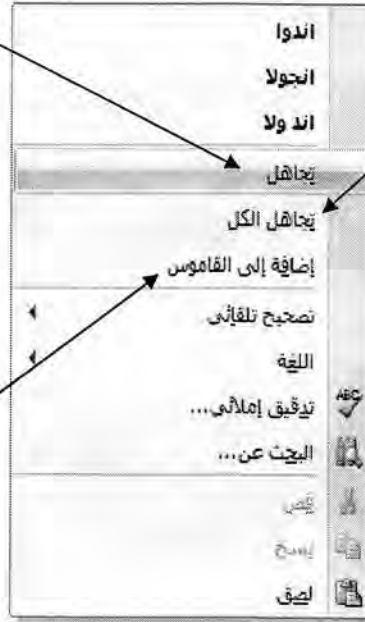 اندوا
انجولا
اند ولا
تجاهل
تجاهل الكل
إضافة إلى القاموس
تصحيح تلقائي
اللغة
تدقيق إملائي...
ABC
البحث عن...
قص
نسخ
لصق